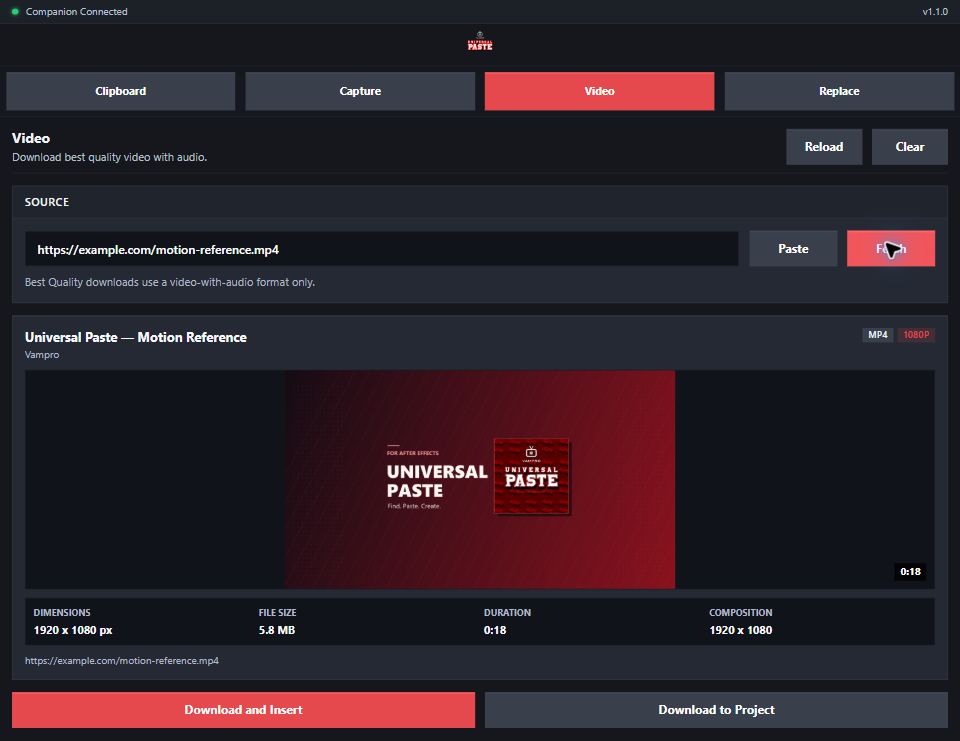 Companion Connected
v1.1.0
UNIVERSAL
PASTE
Clipboard
Capture
Video
Replace
Video
Download best quality video with audio.
Reload
Clear
SOURCE
https://example.com/motion-reference.mp4
Paste
Best Quality downloads use a video-with-audio format only.
Universal Paste — Motion Reference
MP4
1080P
Vampro
FOR AFTER EFFECTS
UNIVERSAL
PASTE
Find. Paste. Create.
VAMPRO
UNIVERSAL
PASTE
0:18
DIMENSIONS
FILE SIZE
DURATION
COMPOSITION
1920 x 1080 px
5.8 MB
0:18
1920 x 1080
https://example.com/motion-reference.mp4
Download and Insert
Download to Project